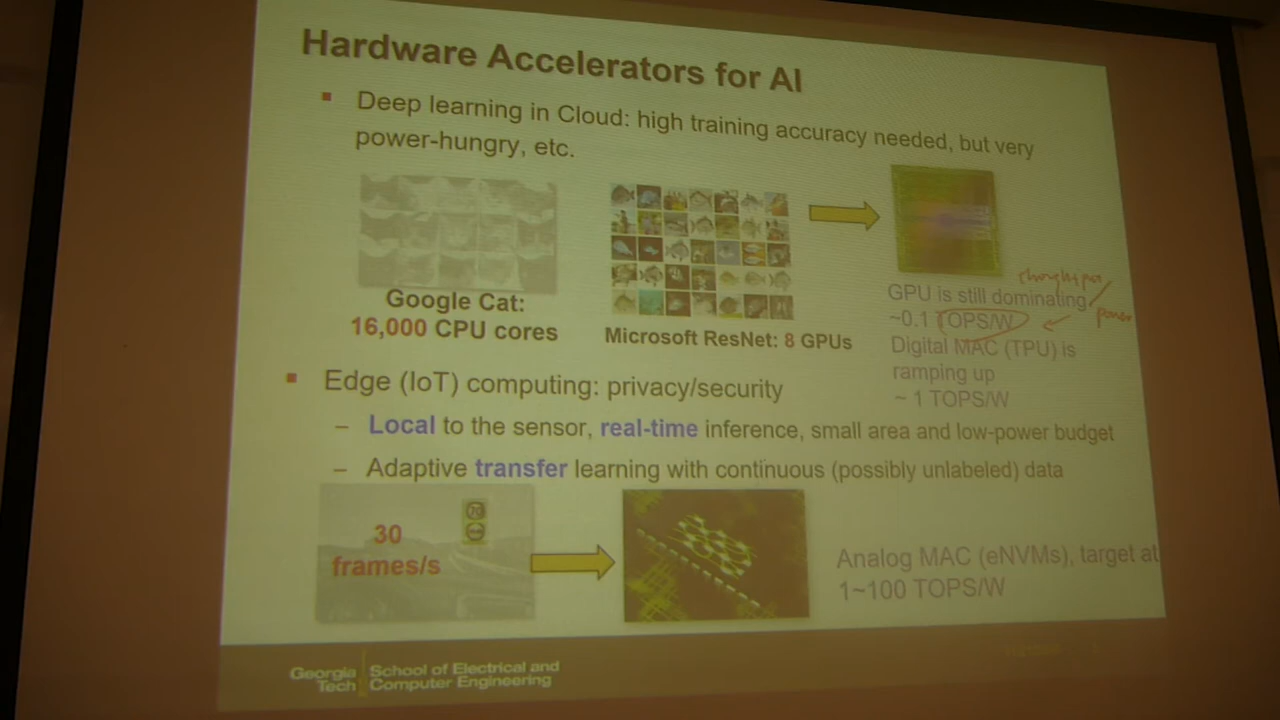 Hardware Accelerators for AI
Deep learning in Cloud: high training accuracy needed, but very
power-hungry, etc.
Google Cat:
16,000 CPU cores
Microsoft ResNet: 8 GPUs
GPU is still dominating
~0.1 TOPS/W
power
Digital MAC (TPU) is
ramping up
~ 1 TOPS/W
Edge (IoT) computing: privacy/security
– Local to the sensor, real-time inference, small area and low-power budget
– Adaptive transfer learning with continuous (possibly unlabeled) data
70
30
frames/s
Analog MAC (eNVMs), target at
1~100 TOPS/W
Georgia
Tech
School of Electrical and
Computer Engineering